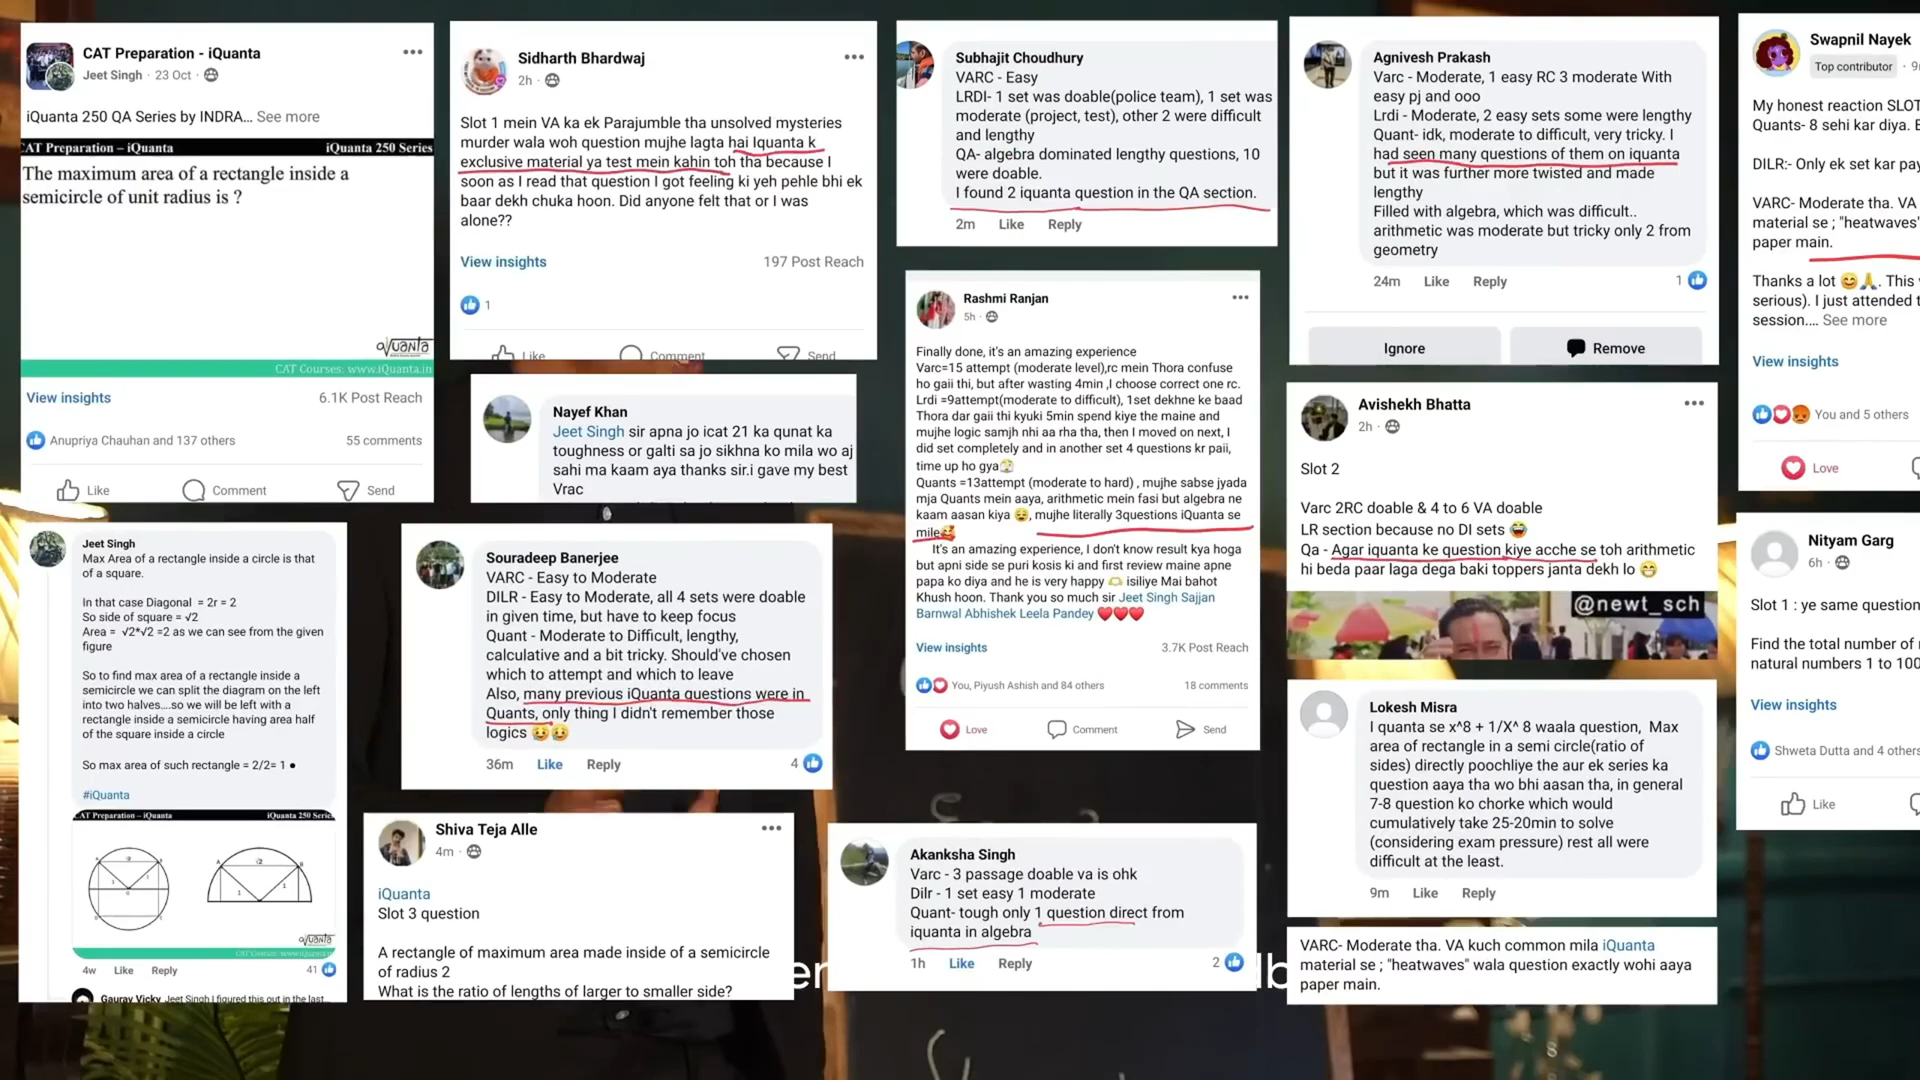 CAT Preparation - iQuanta
Jeet Singh · 23 Oct ·
iQuanta 250 QA Series by INDRA... See more
CAT Preparation – iQuanta iQuanta 250 Series
The maximum area of a rectangle inside a
semicircle of unit radius is ?
iQuanta
CAT Courses: www.iQuanta.in
View insights 6.1K Post Reach
Anupriya Chauhan and 137 others 55 comments
Like Comment Send
Sidharth Bhardwaj
2h ·
Slot 1 mein VA ka ek Parajumble tha unsolved mysteries
murder wala woh question mujhe lagta hai Iquanta k
exclusive material ya test mein kahin toh tha because I
soon as I read that question I got feeling ki yeh pehle bhi ek
baar dekh chuka hoon. Did anyone felt that or I was
alone??
View insights 197 Post Reach
1
Like Comment Send
Subhajit Choudhury
VARC - Easy
LRDI- 1 set was doable(police team), 1 set was
moderate (project, test), other 2 were difficult
and lengthy
QA- algebra dominated lengthy questions, 10
were doable.
I found 2 iquanta question in the QA section.
2m Like Reply
Agnivesh Prakash
Varc - Moderate, 1 easy RC 3 moderate With
easy pj and ooo
Lrdi - Moderate, 2 easy sets some were lengthy
Quant- idk, moderate to difficult, very tricky. I
had seen many questions of them on iquanta
but it was further more twisted and made
lengthy
Filled with algebra, which was difficult..
arithmetic was moderate but tricky only 2 from
geometry
24m Like Reply 1
Ignore Remove
Swapnil Nayek
Top contributor ·
My honest reaction SLOT
Quants- 8 sehi kar diya.
DILR:- Only ek set kar pay
VARC- Moderate tha. VA
material se ; "heatwaves"
paper main.
Thanks a lot 😊🙏. This
serious). I just attended
session.... See more
View insights
You and 5 others
Love
Nayef Khan
Jeet Singh sir apna jo icat 21 ka qunat ka
toughness or galti sa jo sikhna ko mila wo aj
sahi ma kaam aya thanks sir.i gave my best
Vrac
Rashmi Ranjan
5h ·
Finally done, it's an amazing experience
Varc=15 attempt (moderate level),rc mein Thora confuse
ho gaii thi, but after wasting 4min ,I choose correct one rc.
Lrdi =9attempt(moderate to difficult), 1set dekhne ke baad
Thora dar gaii thi kyuki 5min spend kiye the maine and
mujhe logic samjh nhi aa rha tha, then I moved on next, I
did set completely and in another set 4 questions kr paii,
time up ho gya🫣
Quants =13attempt (moderate to hard) , mujhe sabse jyada
mja Quants mein aaya, arithmetic mein fasi but algebra ne
kaam aasan kiya 😌, mujhe literally 3questions iQuanta se
mile🥰
It's an amazing experience, I don't know result kya hoga
but apni side se puri kosis ki and first review maine apne
papa ko diya and he is very happy 🫶 isiliye Mai bahot
Khush hoon. Thank you so much sir Jeet Singh Sajjan
Barnwal Abhishek Leela Pandey ❤️❤️❤️
View insights 3.7K Post Reach
You, Piyush Ashish and 84 others 18 comments
Love Comment Send
Avishekh Bhatta
2h ·
Slot 2
Varc 2RC doable & 4 to 6 VA doable
LR section because no DI sets 😂
Qa - Agar iquanta ke question kiye acche se toh arithmetic
hi beda paar laga dega baki toppers janta dekh lo 😁
@newt_sch
Jeet Singh
Max Area of a rectangle inside a circle is that
of a square.
In that case Diagonal = 2r = 2
So side of square = √2
Area = √2*√2 =2 as we can see from the given
figure
So to find max area of a rectangle inside a
semicircle we can split the diagram on the left
into two halves....so we will be left with a
rectangle inside a semicircle having area half
of the square inside a circle
So max area of such rectangle = 2/2= 1 ●
#iQuanta
CAT Preparation – iQuanta iQuanta 250 Series
iQuanta
4w Like Reply 41
Gaurav Vicky Jeet Singh I figured this out in the last...
Souradeep Banerjee
VARC - Easy to Moderate
DILR - Easy to Moderate, all 4 sets were doable
in given time, but have to keep focus
Quant - Moderate to Difficult, lengthy,
calculative and a bit tricky. Should've chosen
which to attempt and which to leave
Also, many previous iQuanta questions were in
Quants, only thing I didn't remember those
logics 🥲🥲
36m Like Reply 4
Nityam Garg
6h ·
Slot 1 : ye same question
Find the total number of
natural numbers 1 to 100
View insights
Shweta Dutta and 4 others
Like
Lokesh Misra
I quanta se x^8 + 1/X^ 8 waala question, Max
area of rectangle in a semi circle(ratio of
sides) directly poochliye the aur ek series ka
question aaya tha wo bhi aasan tha, in general
7-8 question ko chorke which would
cumulatively take 25-20min to solve
(considering exam pressure) rest all were
difficult at the least.
9m Like Reply
Shiva Teja Alle
4m ·
iQuanta
Slot 3 question
A rectangle of maximum area made inside of a semicircle
of radius 2
What is the ratio of lengths of larger to smaller side?
Akanksha Singh
Varc - 3 passage doable va is ohk
Dilr - 1 set easy 1 moderate
Quant- tough only 1 question direct from
iquanta in algebra
1h Like Reply 2
VARC- Moderate tha. VA kuch common mila iQuanta
material se ; "heatwaves" wala question exactly wohi aaya
paper main.